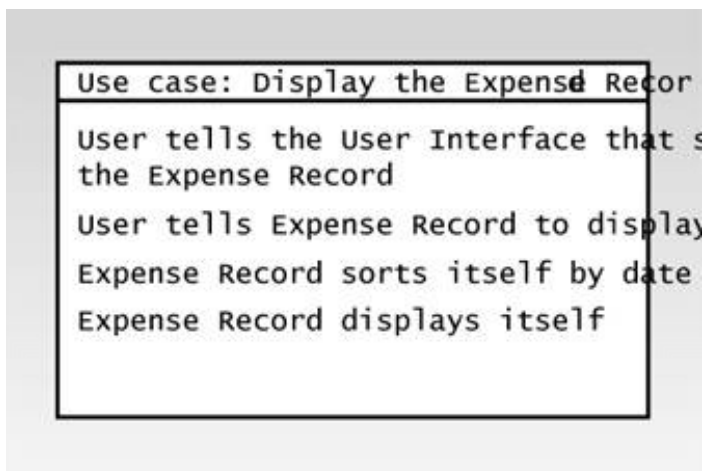 Use case: Display the Expense Recor
User tells the User Interface that
the Expense Record
User tells Expense Record to display
Expense Record sorts itself by date
Expense Record displays itself